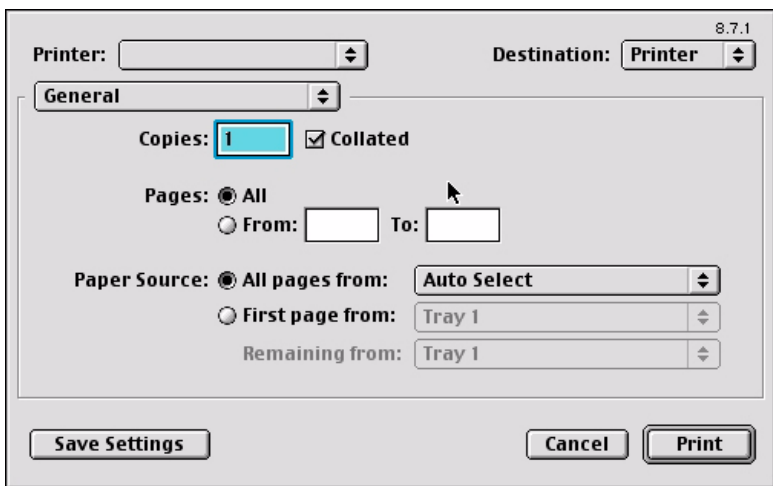 8.7.1
Printer: Destination: Printer
General
Copies: 1 Collated
Pages: All
From: To:
Paper Source: All pages from: Auto Select
First page from: Tray 1
Remaining from: Tray 1
Save Settings Cancel Print